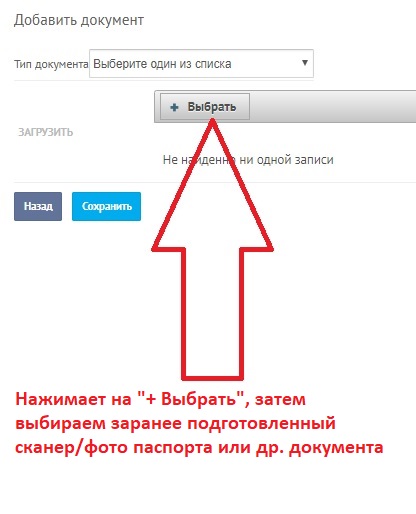 Добавить документ
Тип документа Выберите один из списка
+ Выбрать
ЗАГРУЗИТЬ
Не найдено ни одной записи
Назад Сохранить
Нажимает на "+ Выбрать", затем
выбираем заранее подготовленный
сканер/фото паспорта или др. документа